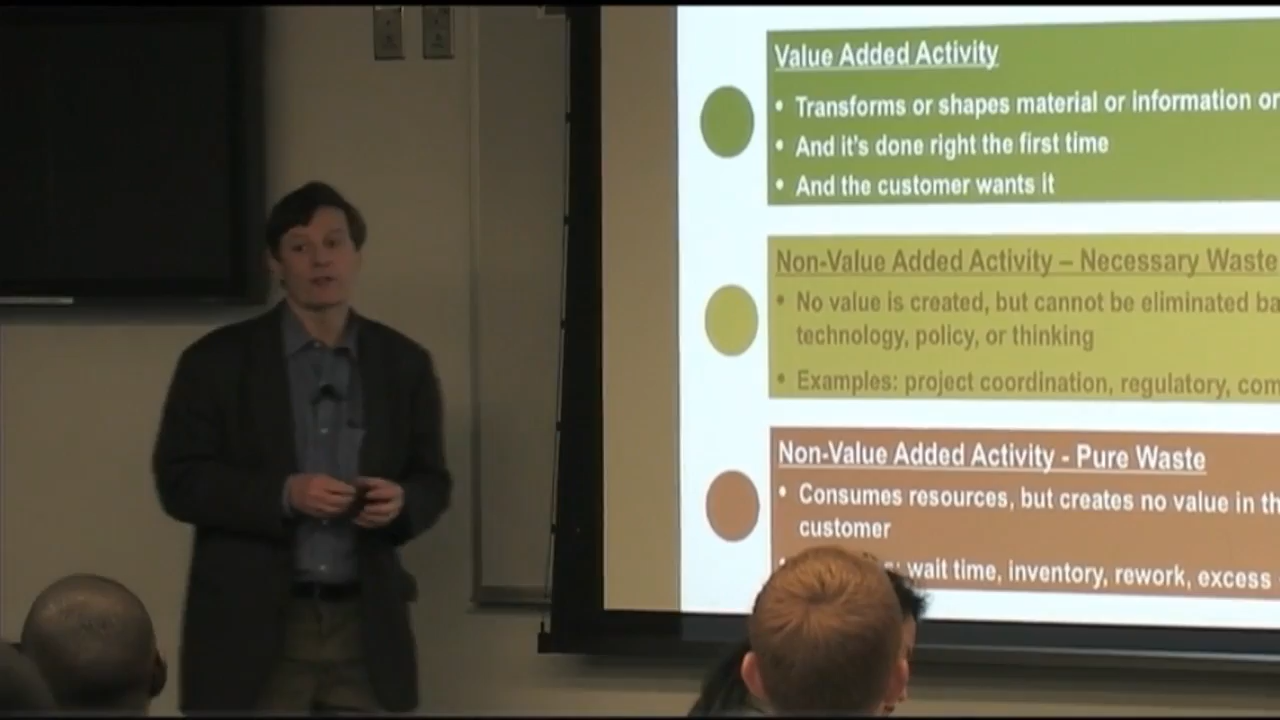 Value Added Activity
• Transforms or shapes material or information or
• And it's done right the first time
• And the customer wants it
Non-Value Added Activity – Necessary Waste
• No value is created, but cannot be eliminated ba
technology, policy, or thinking
• Examples: project coordination, regulatory, com
Non-Value Added Activity - Pure Waste
• Consumes resources, but creates no value in th
customer
wait time, inventory, rework, excess